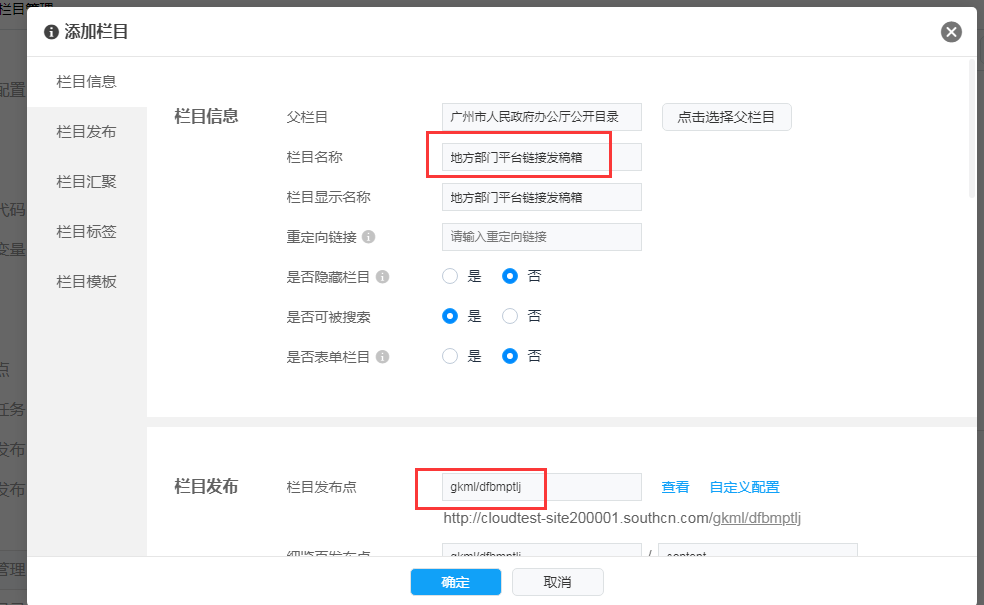 栏目管理
添加栏目
栏目信息
栏目发布
栏目汇聚
栏目标签
栏目模板
配置
代码
变量
点
任务
发布
发布
管理
栏目信息
父栏目 广州市人民政府办公厅公开目录 点击选择父栏目
栏目名称 地方部门平台链接发稿箱
栏目显示名称 地方部门平台链接发稿箱
重定向链接 请输入重定向链接
是否隐藏栏目 是 否
是否可被搜索 是 否
是否表单栏目 是 否
栏目发布
栏目发布点 gkml/dfbmptlj 查看 自定义配置
http://cloudtest-site200001.southcn.com/gkml/dfbmptlj
细览页发布点 gkml/dfbmptlj / content
确定 取消